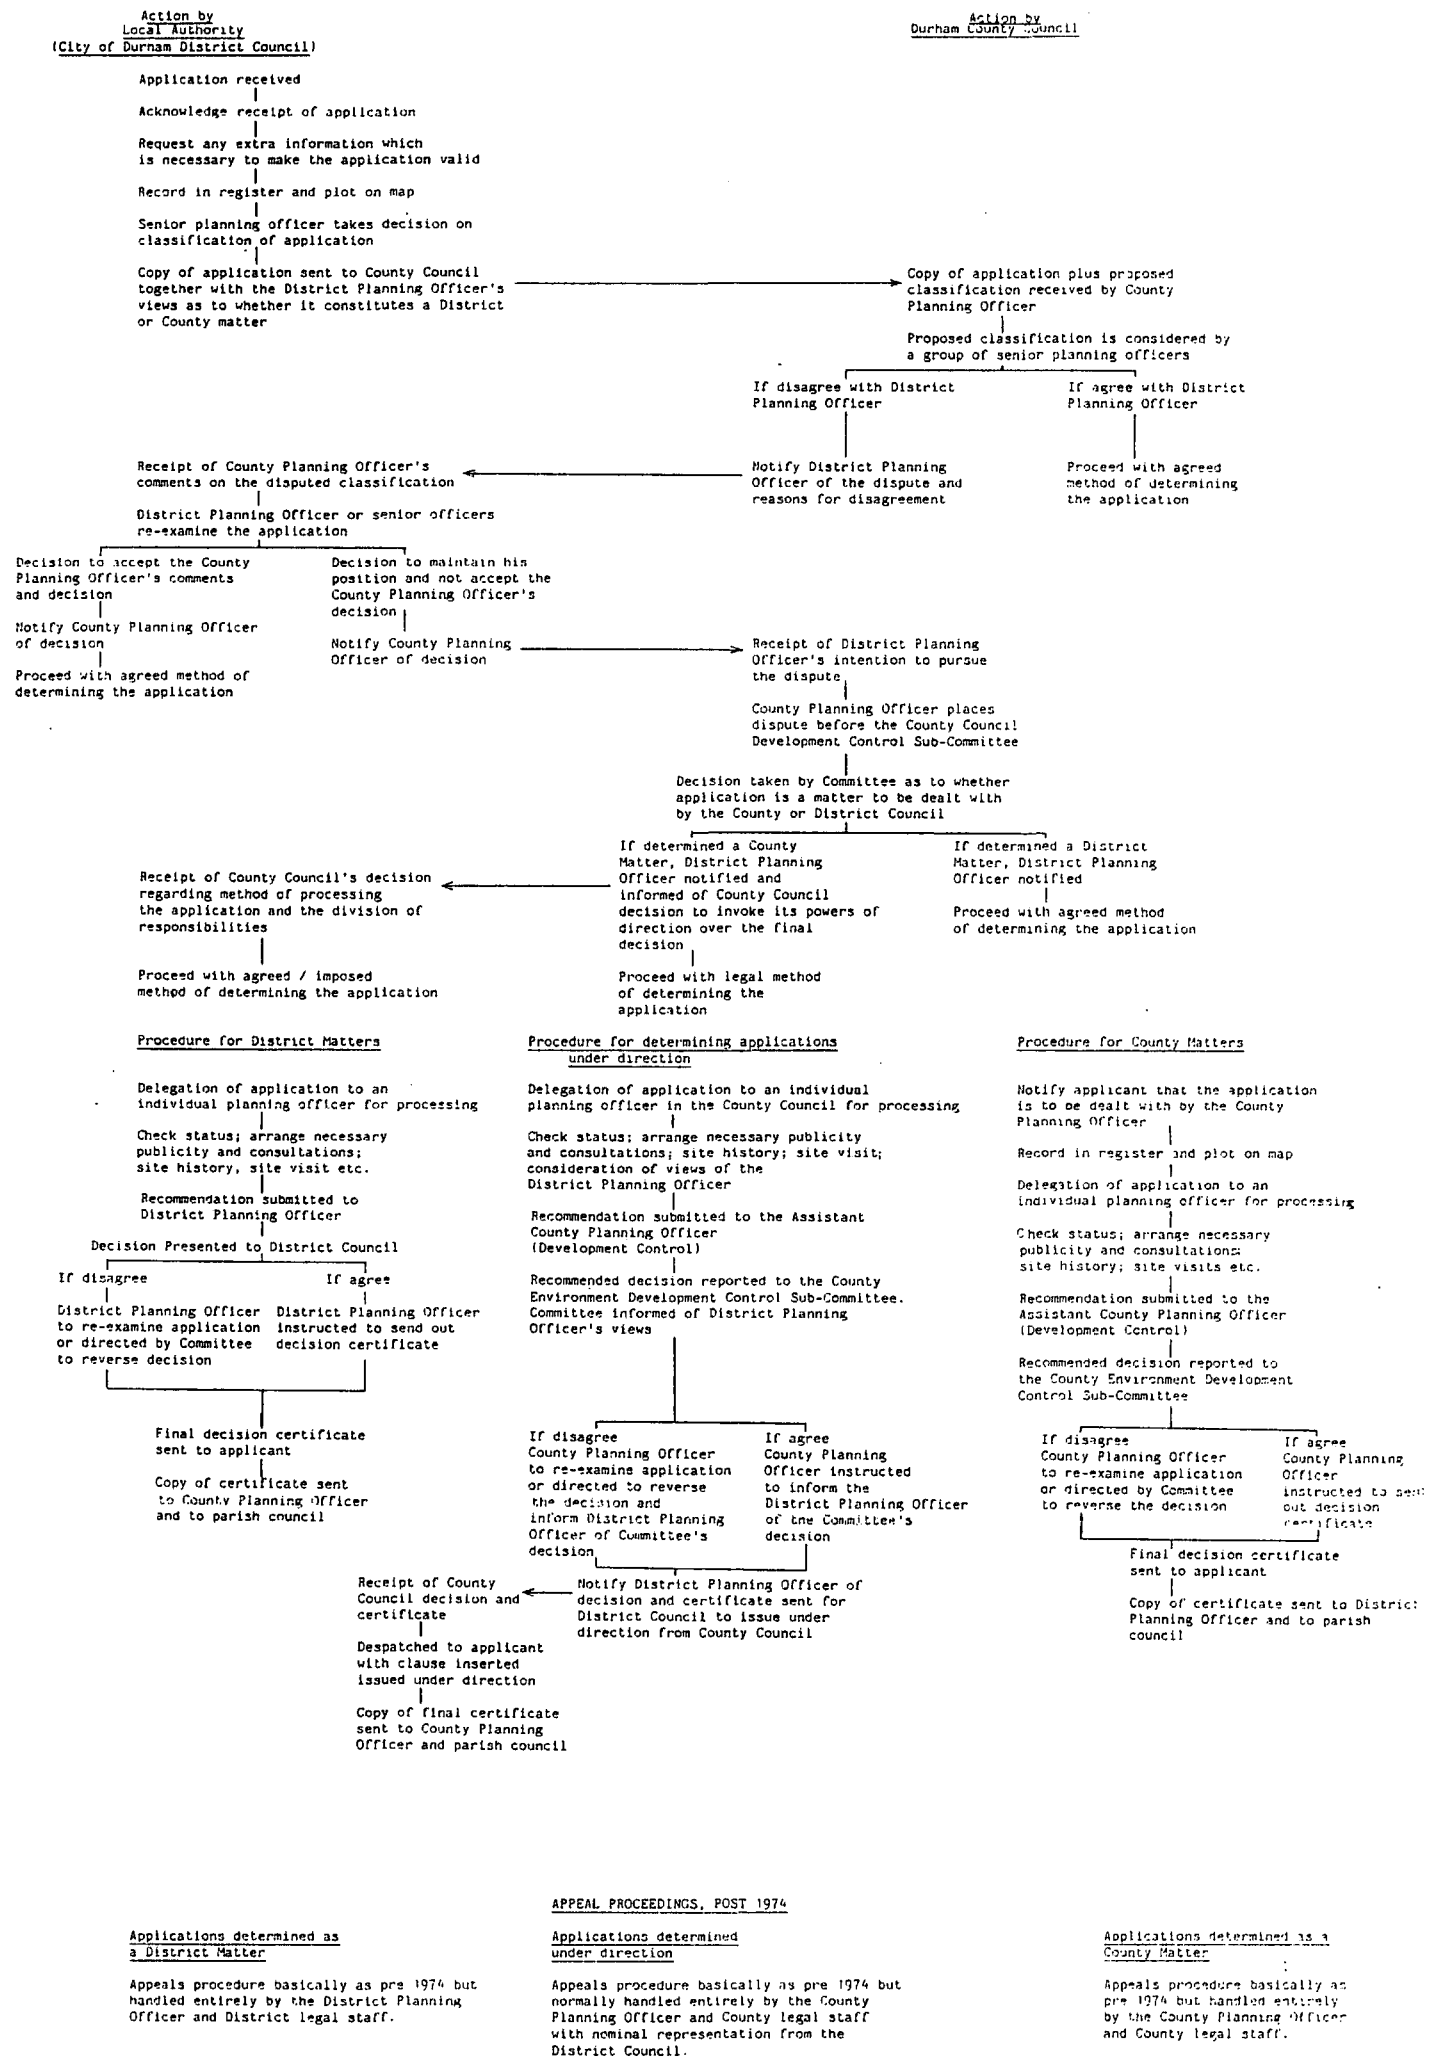 Action by
Local Authority
(City of Durham District Council)
Action by
Durham County Council
Application received
Acknowledge receipt of application
Request any extra information which
is necessary to make the application valid
Record in register and plot on map
Senior planning officer takes decision on
classification of application
Copy of application sent to County Council
together with the District Planning Officer's
views as to whether it constitutes a District
or County matter
Copy of application plus proposed
classification received by County
Planning Officer
Proposed classification is considered by
a group of senior planning officers
If disagree with District
Planning Officer
If agree with District
Planning Officer
Notify District Planning
Officer of the dispute and
reasons for disagreement
Proceed with agreed
method of determining
the application
Receipt of County Planning Officer's
comments on the disputed classification
District Planning Officer or senior officers
re-examine the application
Decision to accept the County
Planning Officer's comments
and decision
Notify County Planning Officer
of decision
Proceed with agreed method of
determining the application
Decision to maintain his
position and not accept the
County Planning Officer's
decision
Notify County Planning
Officer of decision
Receipt of District Planning
Officer's intention to pursue
the dispute
County Planning Officer places
dispute before the County Council
Development Control Sub-Committee
Decision taken by Committee as to whether
application is a matter to be dealt with
by the County or District Council
If determined a County
Matter, District Planning
Officer notified and
informed of County Council
decision to invoke its powers of
direction over the final
decision
Proceed with legal method
of determining the
application
If determined a District
Matter, District Planning
Officer notified
Proceed with agreed method
of determining the application
Receipt of County Council's decision
regarding method of processing
the application and the division of
responsibilities
Proceed with agreed / imposed
method of determining the application
Procedure for District Matters
Delegation of application to an
individual planning officer for processing
Check status; arrange necessary
publicity and consultations;
site history, site visit etc.
Recommendation submitted to
District Planning Officer
Decision Presented to District Council
If disagree
District Planning Officer
to re-examine application
or directed by Committee
to reverse decision
If agree
District Planning Officer
instructed to send out
decision certificate
Final decision certificate
sent to applicant
Copy of certificate sent
to County Planning Officer
and to parish council
Procedure for determining applications
under direction
Delegation of application to an individual
planning officer in the County Council for processing
Check status; arrange necessary publicity
and consultations; site history; site visit;
consideration of views of the
District Planning Officer
Recommendation submitted to the Assistant
County Planning Officer
(Development Control)
Recommended decision reported to the County
Environment Development Control Sub-Committee.
Committee informed of District Planning
Officer's views
If disagree
County Planning Officer
to re-examine application
or directed to reverse
the decision and
inform District Planning
Officer of Committee's
decision
If agree
County Planning
Officer instructed
to inform the
District Planning Officer
of the Committee's
decision
Notify District Planning Officer of
decision and certificate sent for
District Council to issue under
direction from County Council
Receipt of County
Council decision and
certificate
Despatched to applicant
with clause inserted
issued under direction
Copy of final certificate
sent to County Planning
Officer and parish council
Procedure for County Matters
Notify applicant that the application
is to be dealt with by the County
Planning Officer
Record in register and plot on map
Delegation of application to an
individual planning officer for processing
Check status; arrange necessary
publicity and consultations;
site history; site visits etc.
Recommendation submitted to the
Assistant County Planning Officer
(Development Control)
Recommended decision reported to
the County Environment Development
Control Sub-Committee
If disagree
County Planning Officer
to re-examine application
or directed by Committee
to reverse the decision
If agree
County Planning
Officer
instructed to sent
out decision
certificate
Final decision certificate
sent to applicant
Copy of certificate sent to District
Planning Officer and to parish
council
APPEAL PROCEEDINGS, POST 1974
Applications determined as
a District Matter
Appeals procedure basically as pre 1974 but
handled entirely by the District Planning
Officer and District legal staff.
Applications determined
under direction
Appeals procedure basically as pre 1974 but
normally handled entirely by the County
Planning Officer and County legal staff
with nominal representation from the
District Council.
Applications determined as a
County Matter
Appeals procedure basically as
pre 1974 but handled entirely
by the County Planning Officer
and County legal staff.